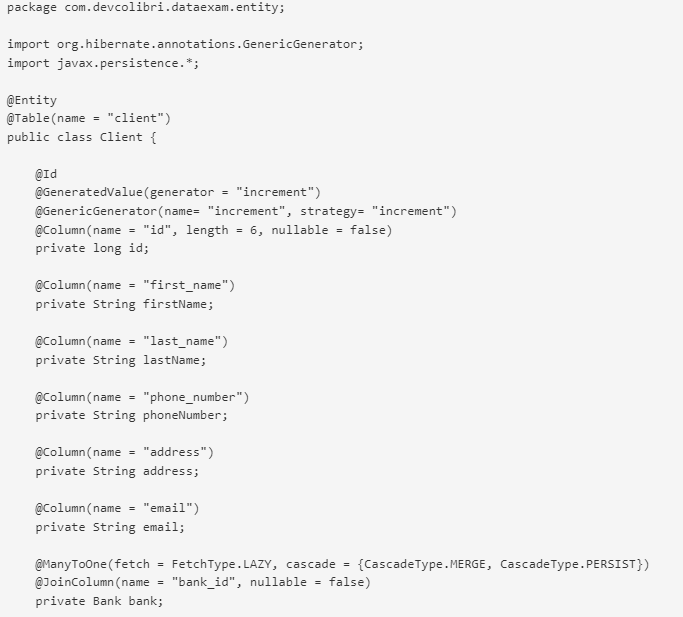 package com.devcolibri.dataexam.entity;
import org.hibernate.annotations.GenericGenerator;
import javax.persistence.*;
@Entity
@Table(name = "client")
public class Client {
@Id
@GeneratedValue(generator = "increment")
@GenericGenerator(name= "increment", strategy= "increment")
@Column(name = "id", length = 6, nullable = false)
private long id;
@Column(name = "first_name")
private String firstName;
@Column(name = "last_name")
private String lastName;
@Column(name = "phone_number")
private String phoneNumber;
@Column(name = "address")
private String address;
@Column(name = "email")
private String email;
@ManyToOne(fetch = FetchType.LAZY, cascade = {CascadeType.MERGE, CascadeType.PERSIST})
@JoinColumn(name = "bank_id", nullable = false)
private Bank bank;